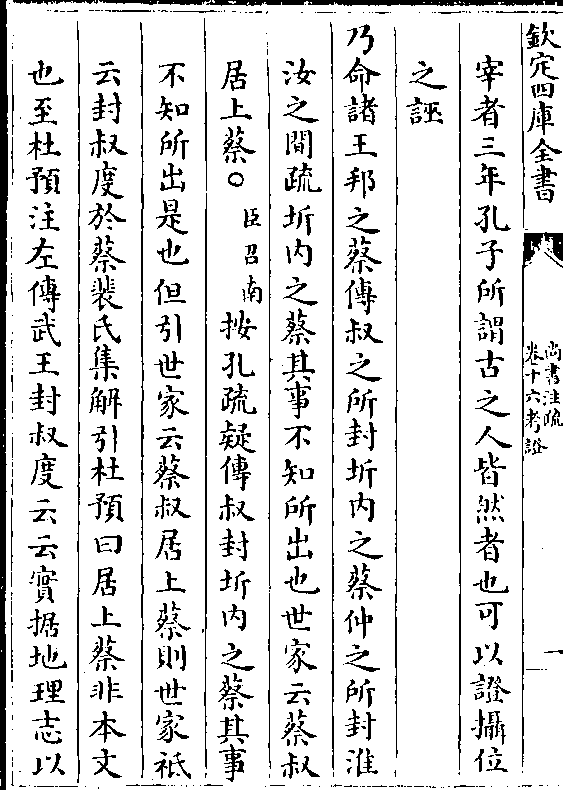 欽定四庫全書
尚書注疏
卷十六考證
一
宰者三年孔子所謂古之人皆然者也可以證攝位
之誣
乃命諸王邦之蔡傳叔之所封圻内之蔡仲之所封淮
汝之間疏圻内之蔡其事不知所出也世家云蔡叔
居上蔡○臣召南按孔疏疑傳叔封圻内之蔡其事
不知所出是也但引世家云蔡叔居上蔡則世家祗
云封叔度於蔡裴氏集解引杜預曰居上蔡非本文
也至杜預注左傳武王封叔度云云實据地理志以